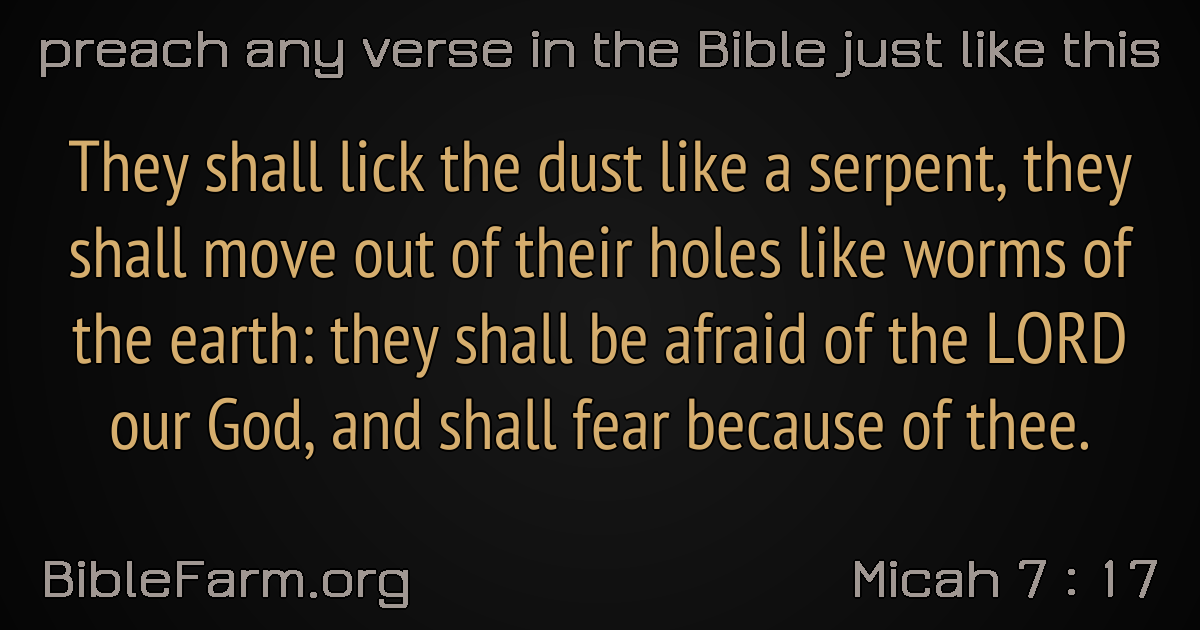 preach any verse in the Bible just like this
They shall lick the dust like a serpent, they
shall move out of their holes like worms of
the earth: they shall be afraid of the LORD
our God, and shall fear because of thee.
BibleFarm.org
Micah 7 : 17